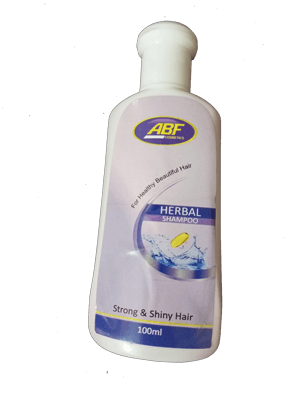 ABF
COSMETICS
For Healthy Beautiful Hair
HERBAL
SHAMPOO
Strong & Shiny Hair
100ml